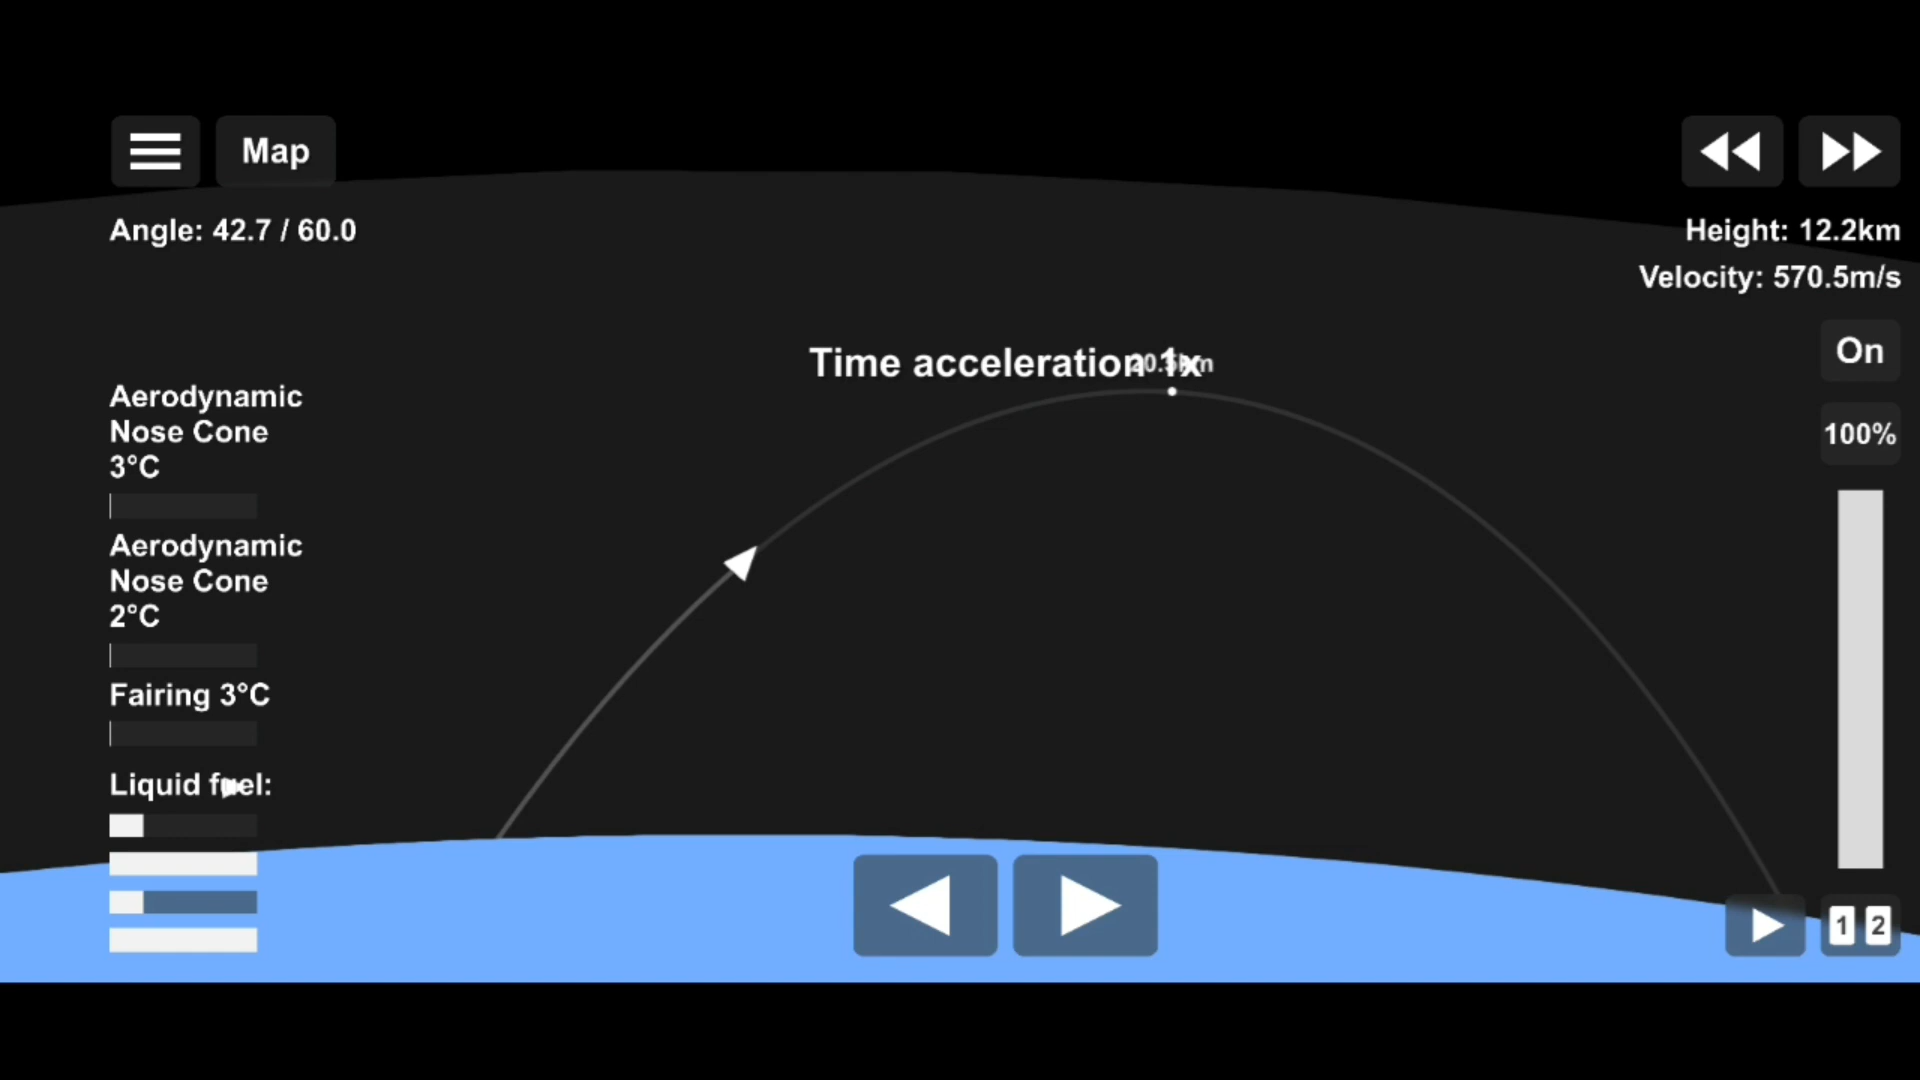 Map
Angle: 42.7 / 60.0
Height: 12.2km
Velocity: 570.5m/s
Time acceleration 1x
On
100%
Aerodynamic
Nose Cone
3°C
Aerodynamic
Nose Cone
2°C
Fairing 3°C
Liquid fuel:
1 2